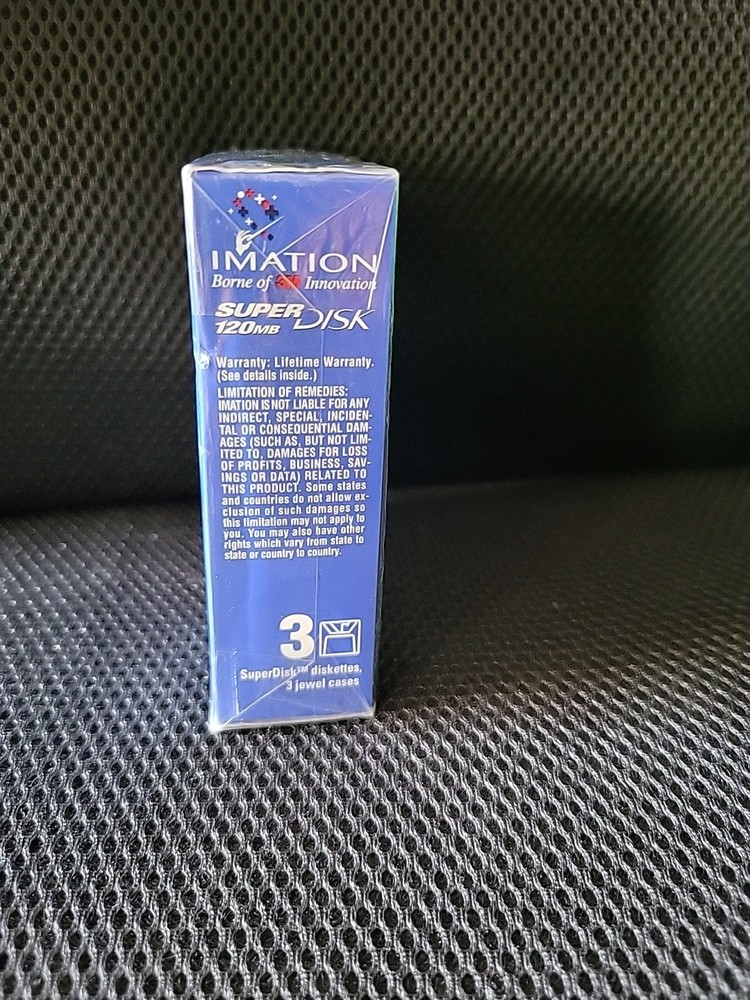 IMATION
Borne of 3M Innovation
SUPER DISK
120MB
Warranty: Lifetime Warranty.
(See details inside.)
LIMITATION OF REMEDIES:
IMATION IS NOT LIABLE FOR ANY
INDIRECT, SPECIAL, INCIDEN-
TAL OR CONSEQUENTIAL DAM-
AGES (SUCH AS, BUT NOT LIM-
ITED TO, DAMAGES FOR LOSS
OF PROFITS, BUSINESS, SAV-
INGS OR DATA) RELATED TO
THIS PRODUCT. Some states
and countries do not allow ex-
clusion of such damages so
this limitation may not apply to
you. You may also have other
rights which vary from state to
state or country to country.
3
SuperDisk™ diskettes,
3 jewel cases